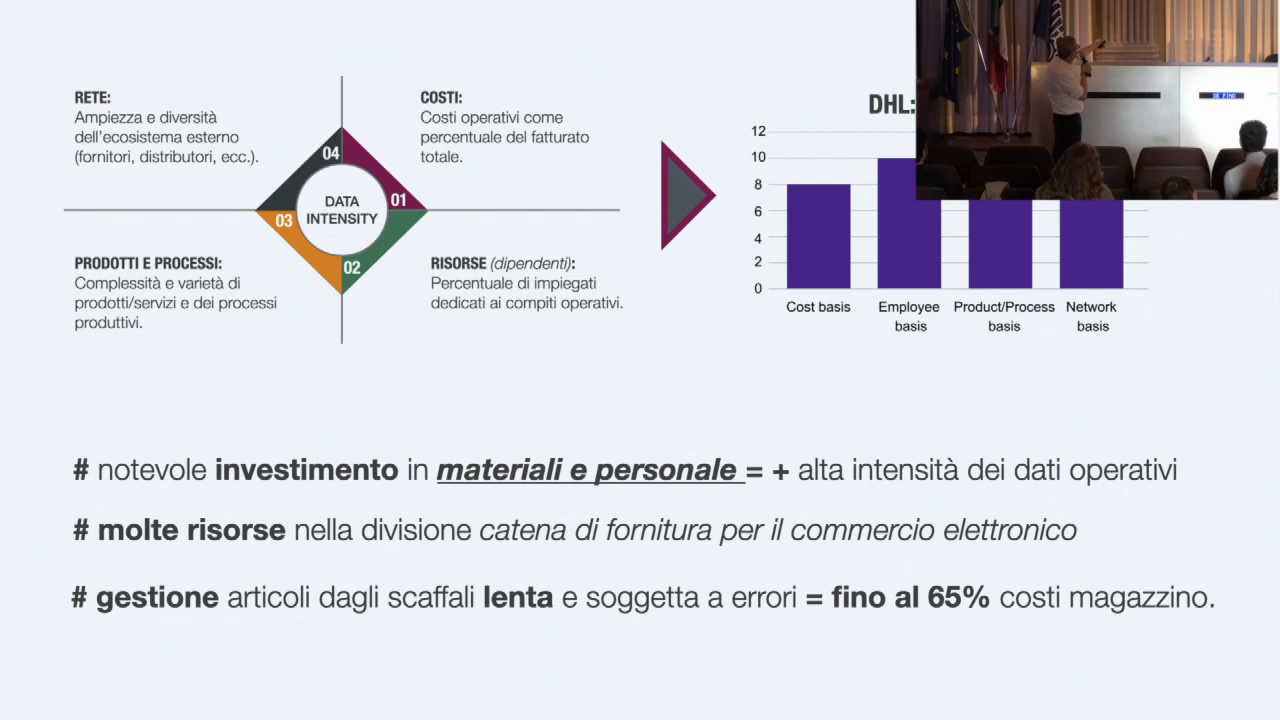 RETE:
Ampiezza e diversità
dell'ecosistema esterno
(fornitori, distributori, ecc.).
COSTI:
Costi operativi come
percentuale del fatturato
totale.
04
01
DATA
INTENSITY
03
02
PRODOTTI E PROCESSI:
Complessità e varietà di
prodotti/servizi e dei processi
produttivi.
RISORSE (dipendenti):
Percentuale di impiegati
dedicati ai compiti operativi.
DHL:
12
10
8
6
4
2
0
Cost basis
Employee
basis
Product/Process
basis
Network
basis
DE FINO
# notevole investimento in materiali e personale = + alta intensità dei dati operativi
# molte risorse nella divisione catena di fornitura per il commercio elettronico
# gestione articoli dagli scaffali lenta e soggetta a errori = fino al 65% costi magazzino.